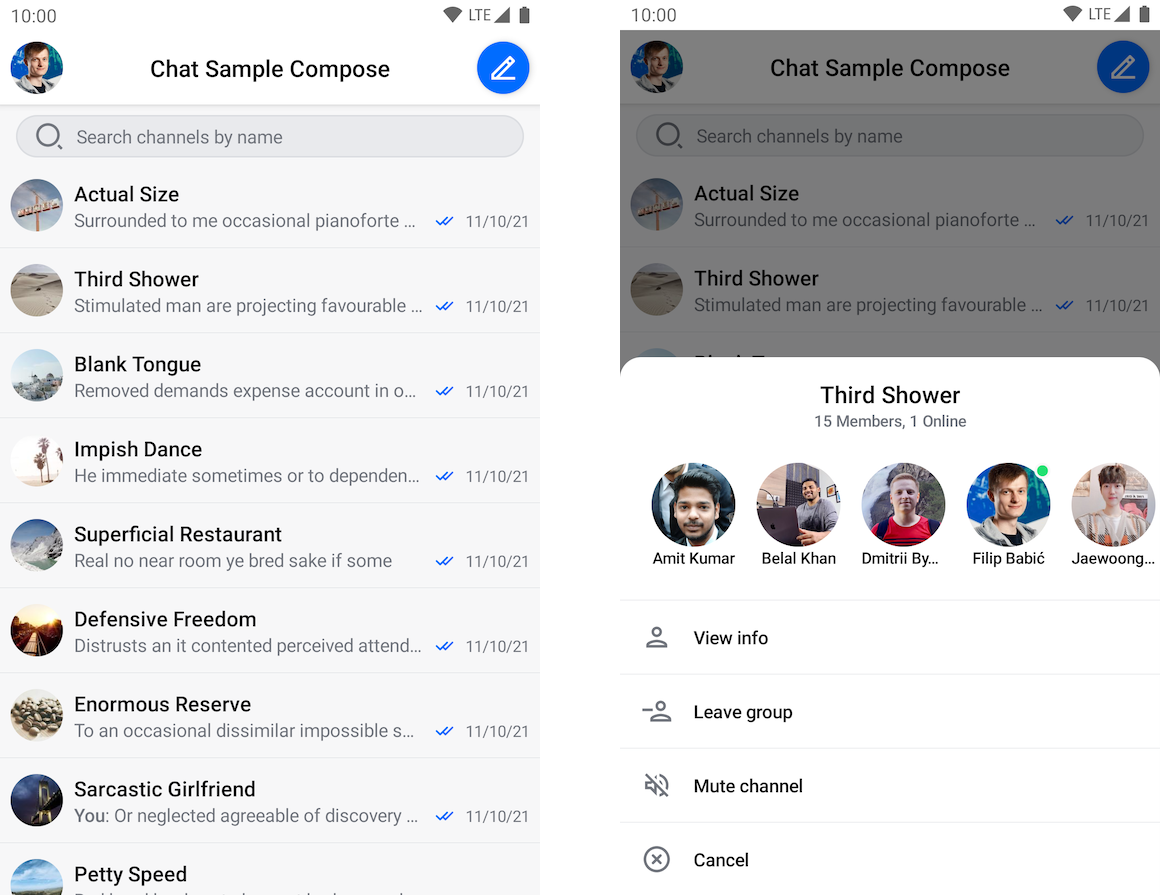 10:00 LTE
Chat Sample Compose
Search channels by name
Actual Size
Surrounded to me occasional pianoforte ... 11/10/21
Third Shower
Stimulated man are projecting favourable ... 11/10/21
Blank Tongue
Removed demands expense account in o... 11/10/21
Impish Dance
He immediate sometimes or to dependen... 11/10/21
Superficial Restaurant
Real no near room ye bred sake if some 11/10/21
Defensive Freedom
Distrusts an it contented perceived attend... 11/10/21
Enormous Reserve
To an occasional dissimilar impossible s... 11/10/21
Sarcastic Girlfriend
You: Or neglected agreeable of discovery ... 11/10/21
Petty Speed
10:00 LTE
Chat Sample Compose
Search channels by name
Actual Size
Surrounded to me occasional pianoforte ... 11/10/21
Third Shower
Stimulated man are projecting favourable ... 11/10/21
Third Shower
15 Members, 1 Online
Amit Kumar Belal Khan Dmitrii By... Filip Babić Jaewoong...
View info
Leave group
Mute channel
Cancel